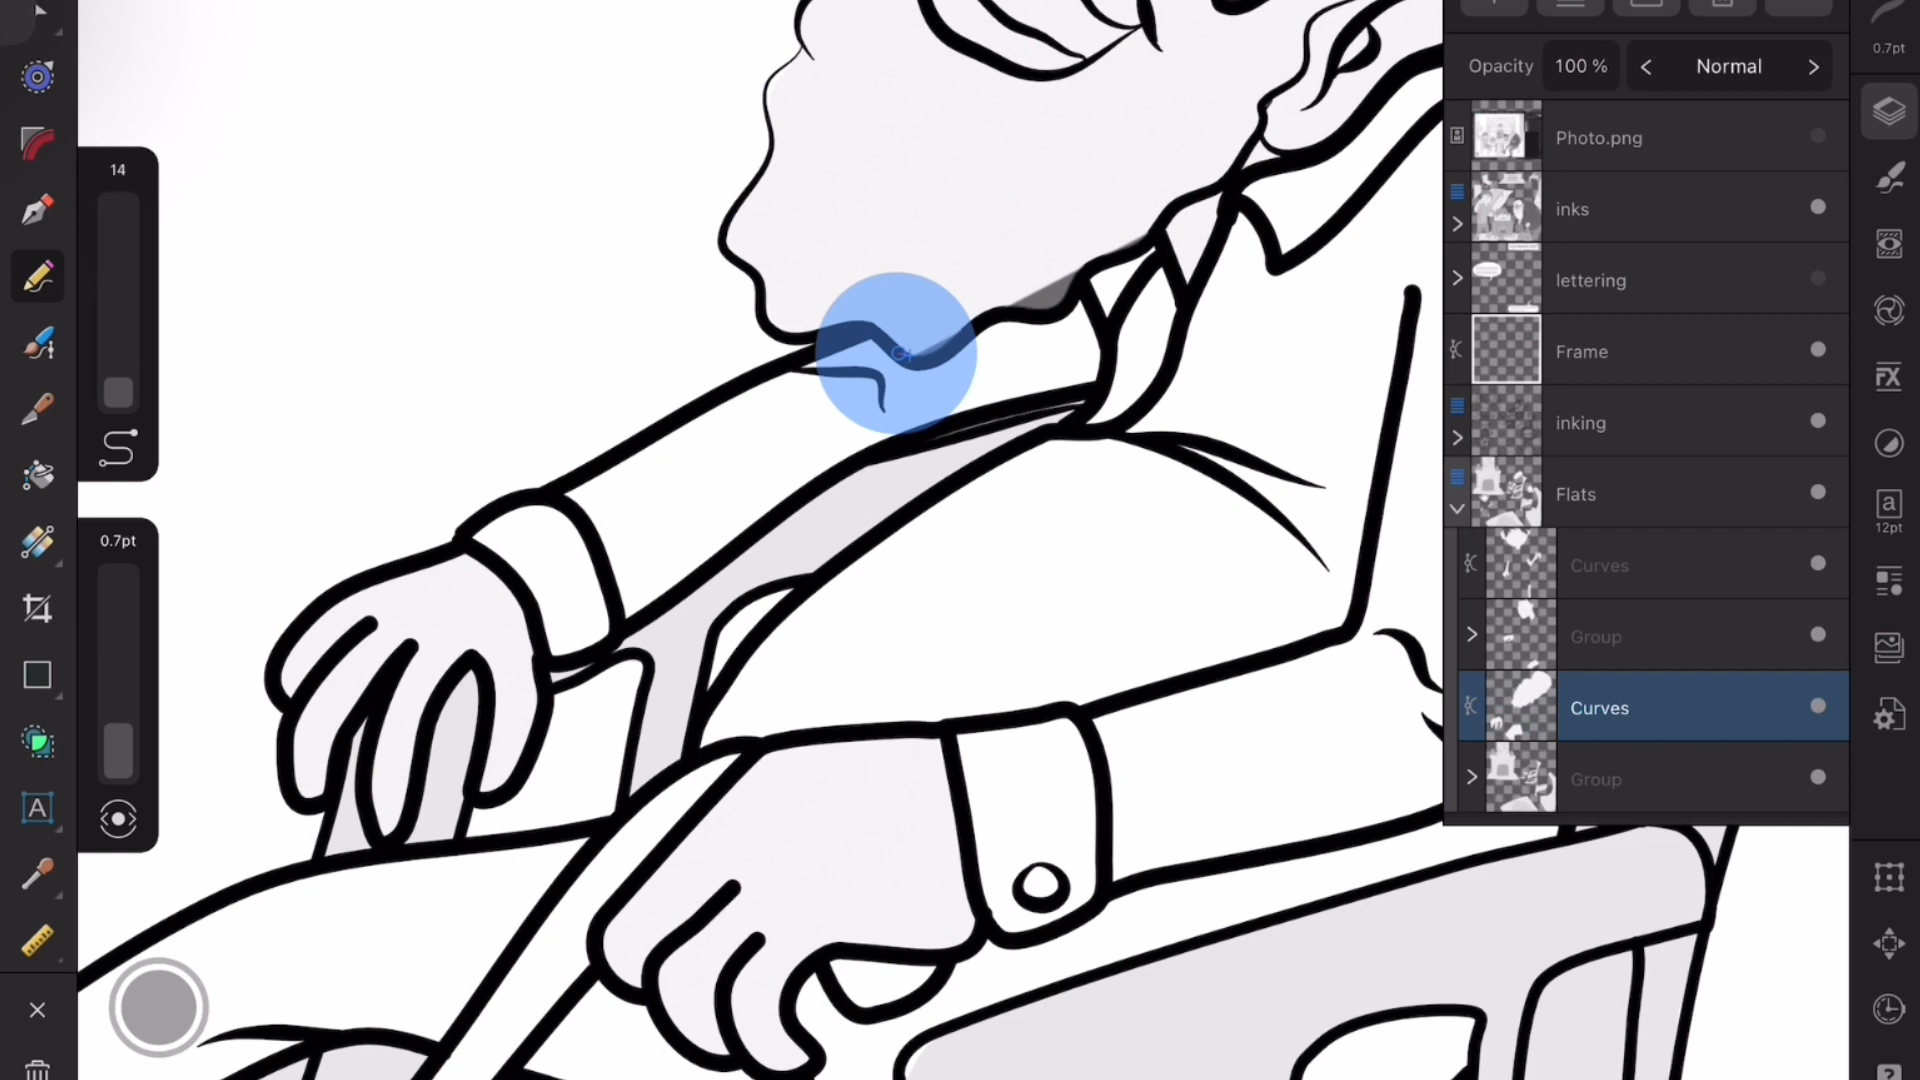 14
0.7pt
Opacity 100 % < Normal >
0.7pt
Photo.png
inks
lettering
Frame
inking
Flats
Curves
Group
Curves
Group
FX
a
12pt
A
?